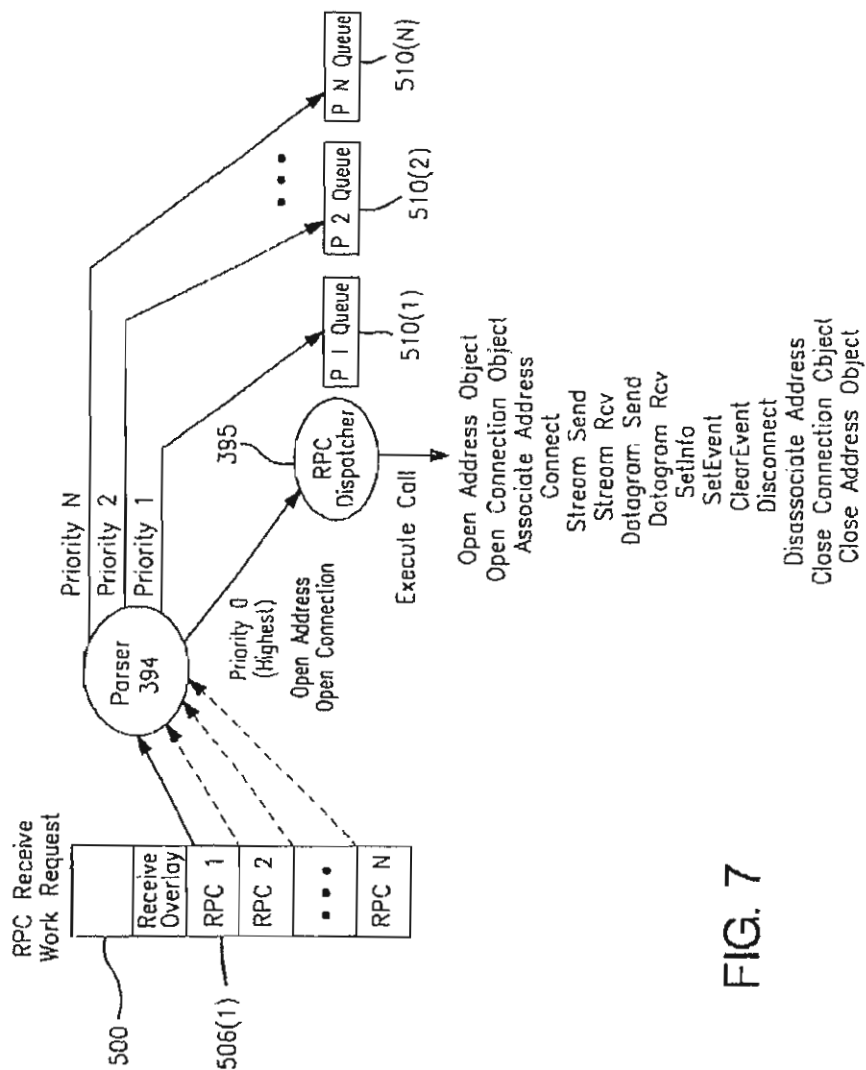 RPC Receive
Work Request
500
Receive
Overlay
RPC 1
RPC 2
•••
RPC N
506(1)
Parser
394
Priority N
Priority 2
Priority 1
Priority 0
(Highest)
Open Address
Open Connection
395
RPC
Dispatcher
Execute Call
P 1 Queue
510(1)
P 2 Queue
510(2)
•••
P N Queue
510(N)
Open Address Object
Open Connection Object
Associate Address
Connect
Stream Send
Stream Rcv
Datagram Send
Datagram Rcv
SetInfo
SetEvent
ClearEvent
Disconnect
Disassociate Address
Close Connection Object
Close Address Object
FIG. 7